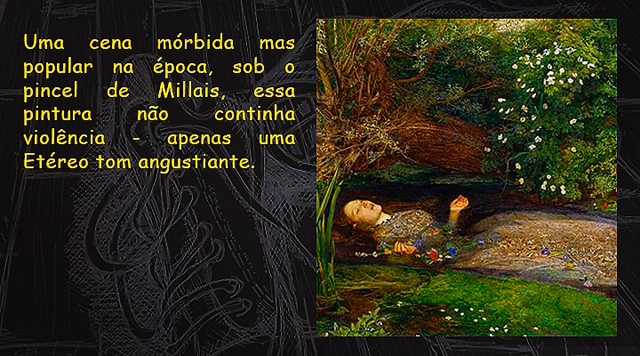 Uma cena mórbida mas
popular na época, sob o
pincel de Millais, essa
pintura não continha
violência - apenas uma
Etéreo tom angustiante.